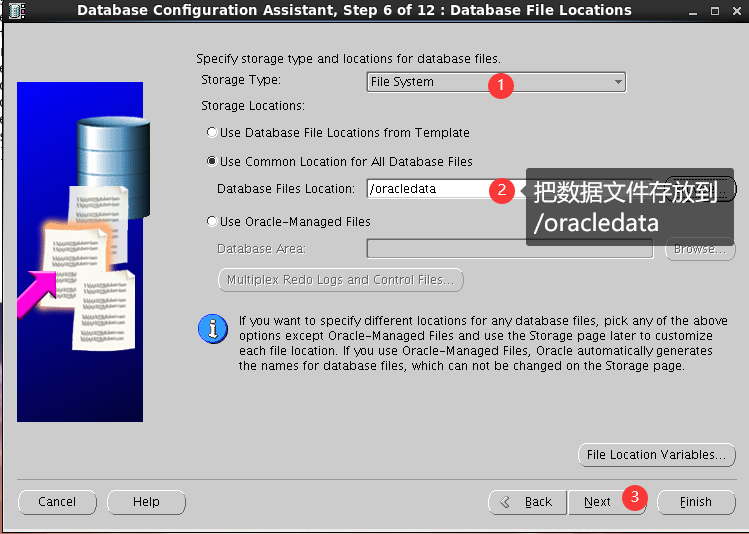 Database Configuration Assistant, Step 6 of 12 : Database File Locations
Specify storage type and locations for database files.
Storage Type:
File System
1
Storage Locations:
Use Database File Locations from Template
Use Common Location for All Database Files
Database Files Location:
/oracledata
2
把数据文件存放到
/oracledata
Use Oracle-Managed Files
Database Area:
Browse...
Multiplex Redo Logs and Control Files...
If you want to specify different locations for any database files, pick any of the above
options except Oracle-Managed Files and use the Storage page later to customize
each file location. If you use Oracle-Managed Files, Oracle automatically generates
the names for database files, which can not be changed on the Storage page.
File Location Variables...
Cancel
Help
Back
Next
3
Finish